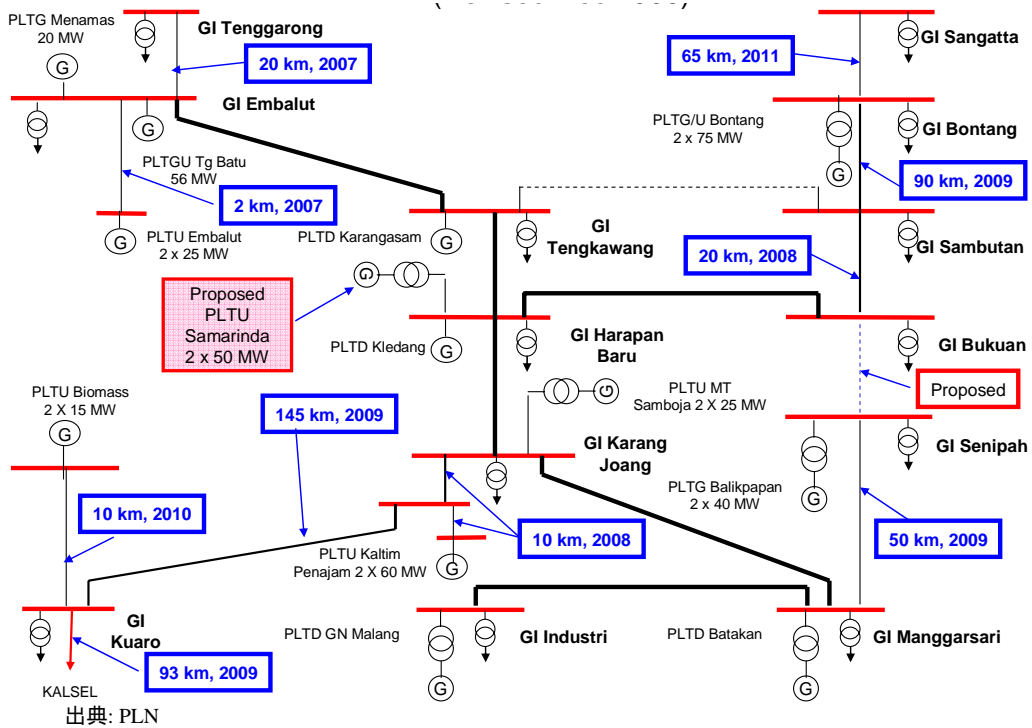 PLTG Menamas
20 MW
GI Tenggarong
20 km, 2007
65 km, 2011
GI Sangatta
G
GI Embalut
G
PLTGU Tg Batu
56 MW
2 km, 2007
G
PLTU Embalut
2 x 25 MW
PLTG/U Bontang
2 x 75 MW
G
GI Bontang
90 km, 2009
PLTD Karangasam
G
GI
Tengkawang
GI Sambutan
20 km, 2008
Proposed
PLTU
Samarinda
2 x 50 MW
G
PLTD Kledang
G
GI Harapan
Baru
GI Bukuan
Proposed
PLTU MT
Samboja 2 X 25 MW
G
PLTU Biomass
2 X 15 MW
G
145 km, 2009
GI Karang
Joang
GI Senipah
PLTG Balikpapan
2 x 40 MW
G
10 km, 2010
10 km, 2008
50 km, 2009
PLTU Kaltim
Penajam 2 X 60 MW
G
GI
Kuaro
93 km, 2009
KALSEL
PLTD GN Malang
G
GI Industri
PLTD Batakan
G
GI Manggarsari
出典: PLN